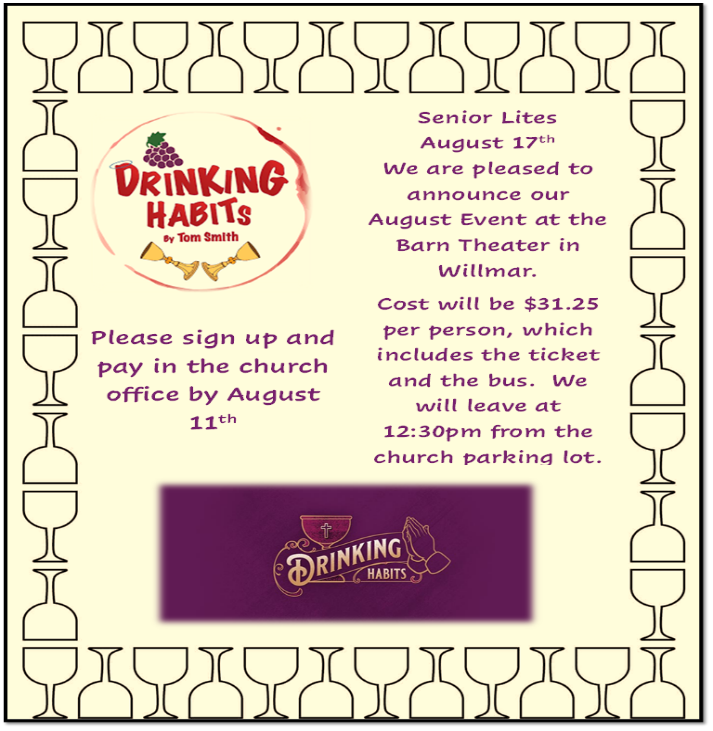 DRINKING
HABITS
By Tom Smith
Please sign up and
pay in the church
office by August
11th
Senior Lites
August 17th
We are pleased to
announce our
August Event at the
Barn Theater in
Willmar.
Cost will be $31.25
per person, which
includes the ticket
and the bus.  We
will leave at
12:30pm from the
church parking lot.
DRINKING
HABITS